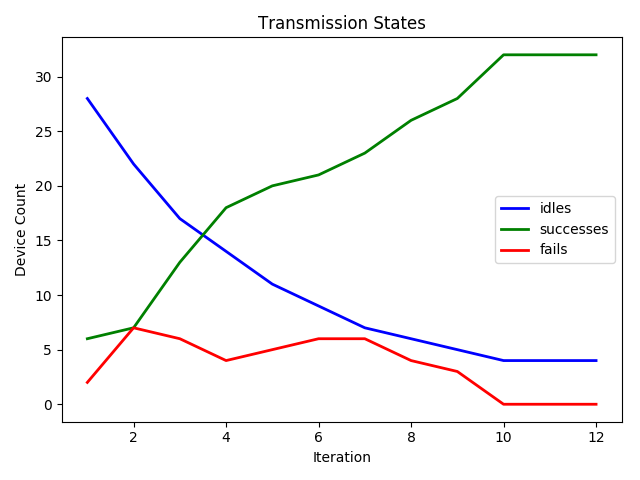 Transmission States
Device Count
30
25
20
15
10
5
0
idles
successes
fails
2 4 6 8 10 12
Iteration